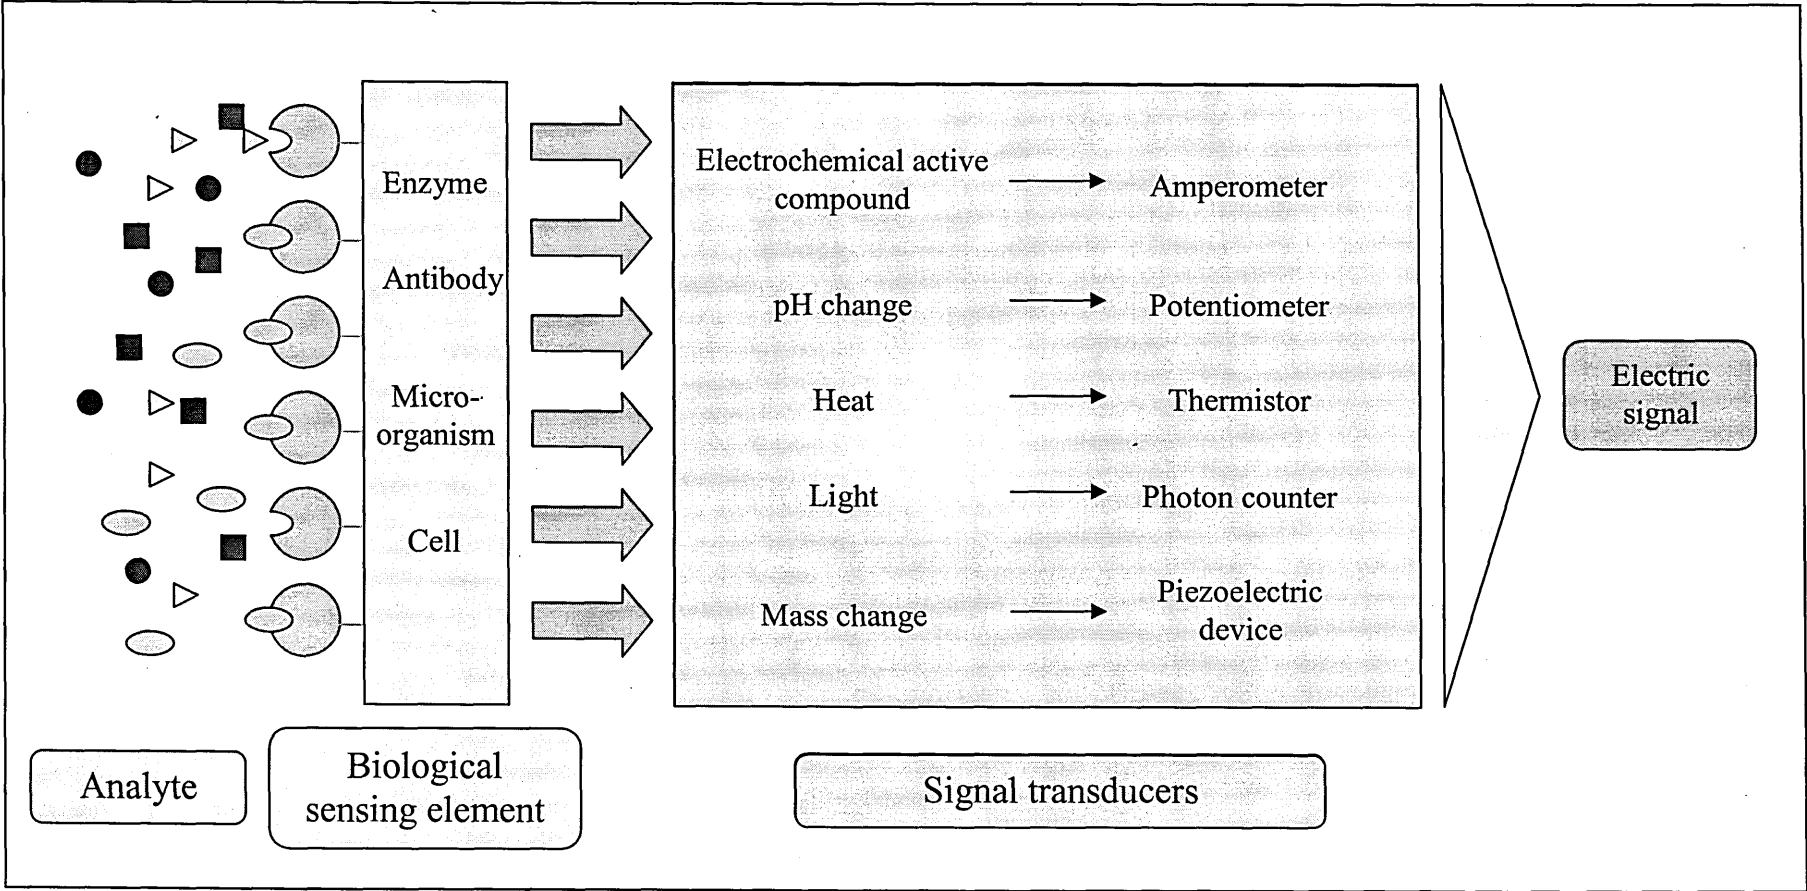 Enzyme
Antibody
Micro-
organism
Cell
Electrochemical active
compound
Amperometer
pH change
Potentiometer
Heat
Thermistor
Light
Photon counter
Mass change
Piezoelectric
device
Electric
signal
Analyte
Biological
sensing element
Signal transducers